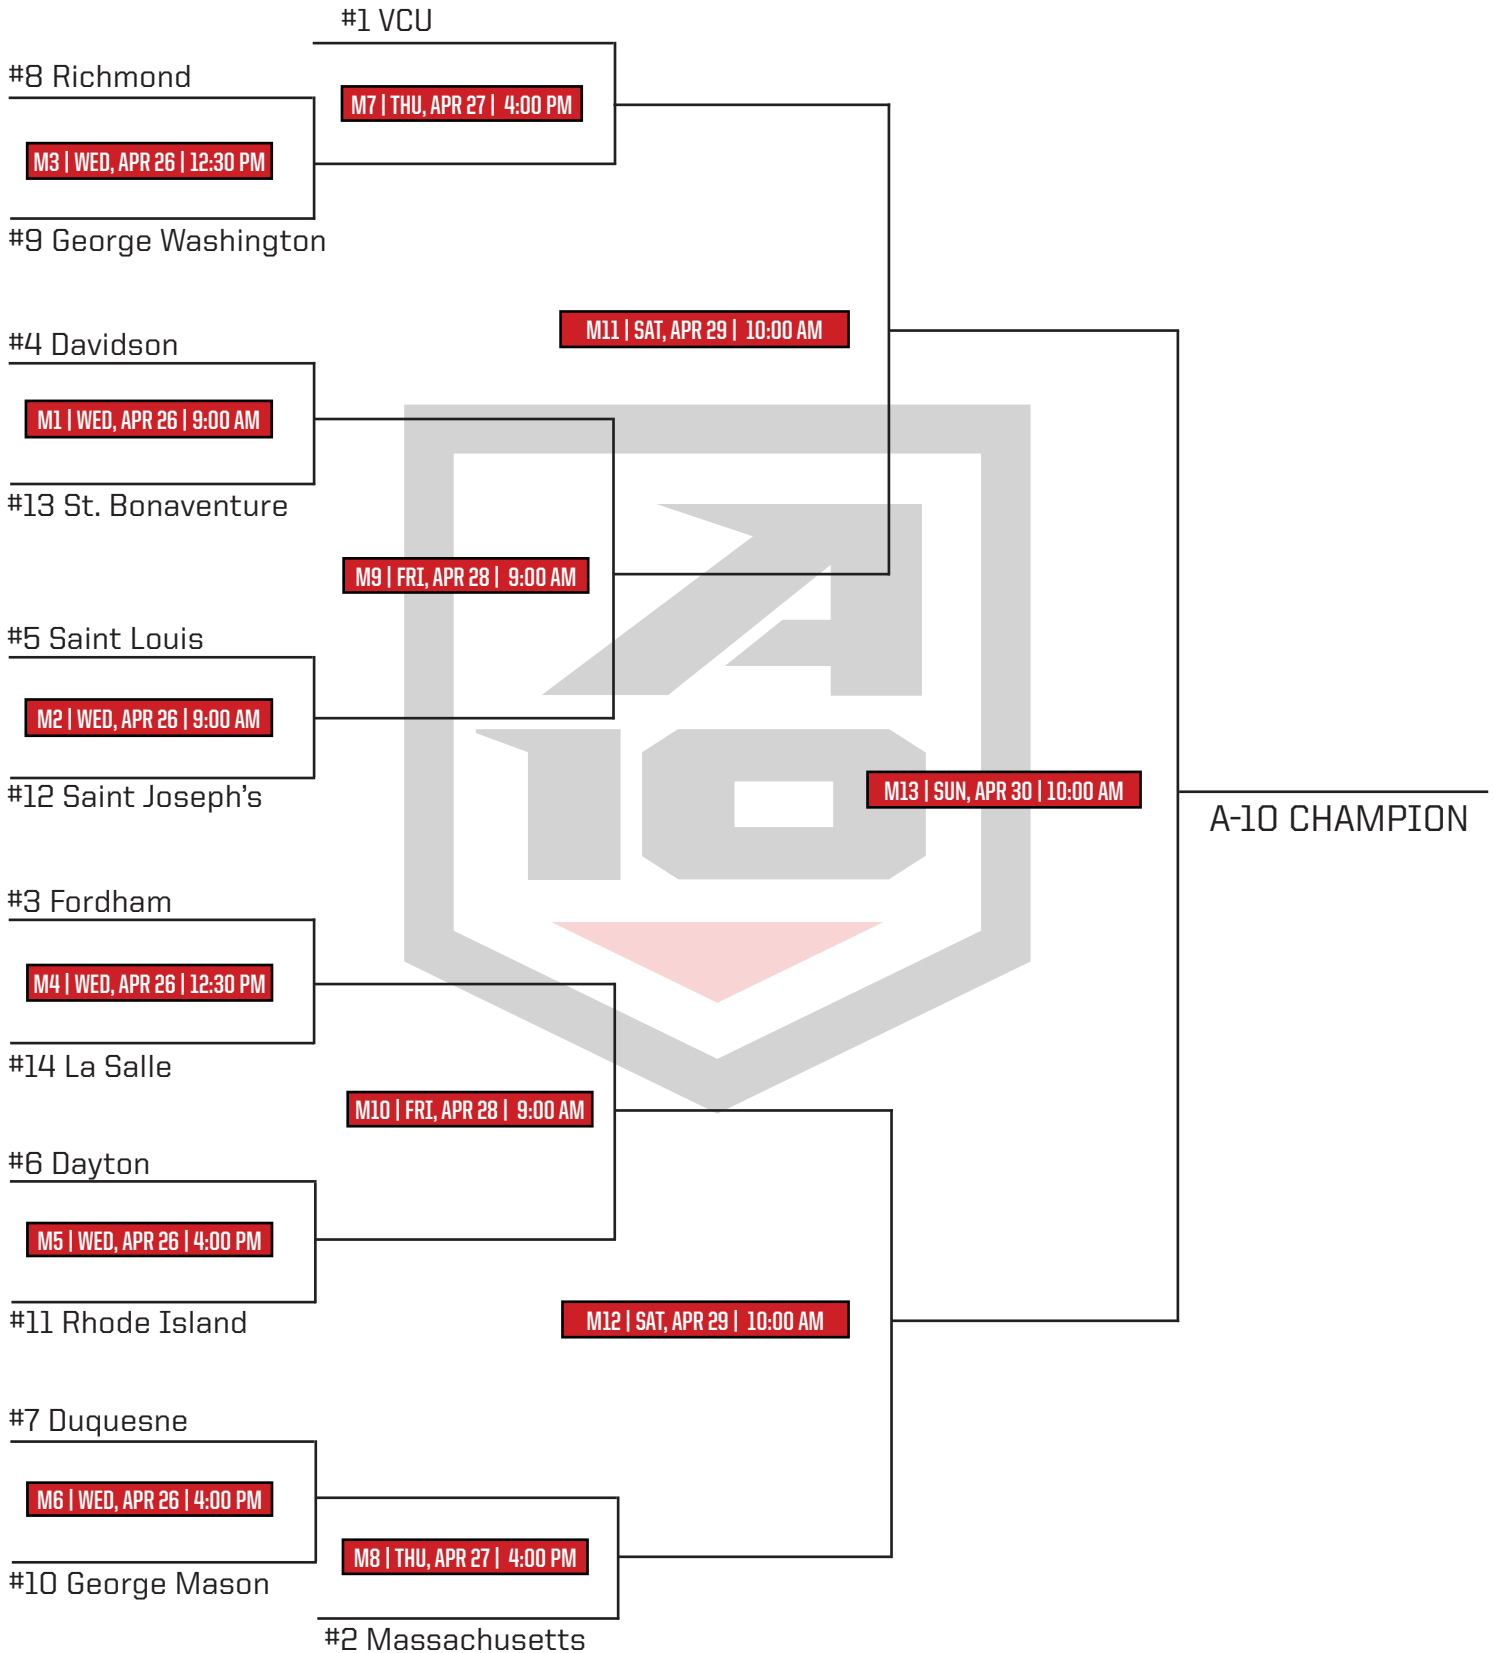 #1 VCU
#8 Richmond
M7 | THU, APR 27 | 4:00 PM
M3 | WED, APR 26 | 12:30 PM
#9 George Washington
M11 | SAT, APR 29 | 10:00 AM
#4 Davidson
M1 | WED, APR 26 | 9:00 AM
#13 St. Bonaventure
M9 | FRI, APR 28 | 9:00 AM
#5 Saint Louis
M2 | WED, APR 26 | 9:00 AM
#12 Saint Joseph’s
A
10
M13 | SUN, APR 30 | 10:00 AM
A-10 CHAMPION
#3 Fordham
M4 | WED, APR 26 | 12:30 PM
#14 La Salle
M10 | FRI, APR 28 | 9:00 AM
#6 Dayton
M5 | WED, APR 26 | 4:00 PM
#11 Rhode Island
M12 | SAT, APR 29 | 10:00 AM
#7 Duquesne
M6 | WED, APR 26 | 4:00 PM
#10 George Mason
M8 | THU, APR 27 | 4:00 PM
#2 Massachusetts